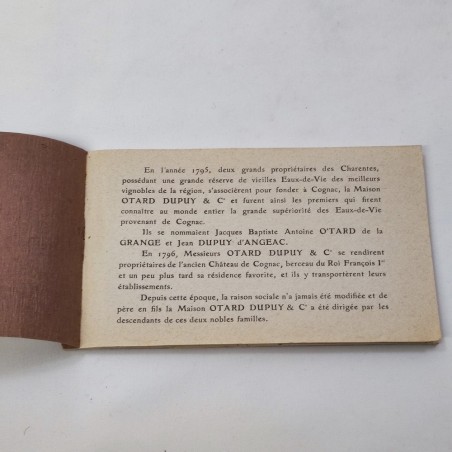 En l'année 1795, deux grands propriétaires des Charentes,
possédant une grande réserve de vieilles Eaux-de-Vie des meilleurs
vignobles de la région, s'associèrent pour fonder à Cognac, la Maison
OTARD DUPUY & Cᵉ et furent ainsi les premiers qui firent
connaître au monde entier la grande supériorité des Eaux-de-Vie
provenant de Cognac.
Ils se nommaient Jacques Baptiste Antoine OTARD de la
GRANGE et Jean DUPUY d'ANGEAC.
En 1796, Messieurs OTARD DUPUY & Cᵉ se rendirent
propriétaires de l'ancien Château de Cognac, berceau du Roi François Iᵉʳ
et un peu plus tard sa résidence favorite, et ils y transportèrent leurs
établissements.
Depuis cette époque, la raison sociale n'a jamais été modifiée et de
père en fils la Maison OTARD DUPUY & Cᵉ a été dirigée par les
descendants de ces deux nobles familles.